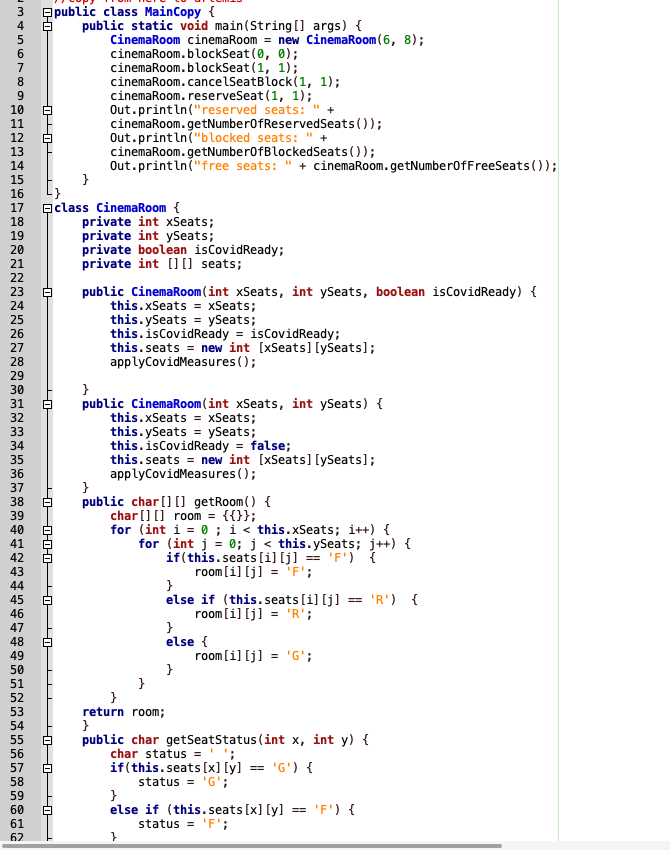 //copy from here to artemis
3 public class MainCopy {
4 public static void main(String[] args) {
5 CinemaRoom cinemaRoom = new CinemaRoom(6, 8);
6 cinemaRoom.blockSeat(0, 0);
7 cinemaRoom.blockSeat(1, 1);
8 cinemaRoom.cancelSeatBlock(1, 1);
9 cinemaRoom.reserveSeat(1, 1);
10 Out.println("reserved seats: " +
11 cinemaRoom.getNumberOfReservedSeats());
12 Out.println("blocked seats: " +
13 cinemaRoom.getNumberOfBlockedSeats());
14 Out.println("free seats: " + cinemaRoom.getNumberOfFreeSeats());
15 }
16 }
17 class CinemaRoom {
18 private int xSeats;
19 private int ySeats;
20 private boolean isCovidReady;
21 private int [][] seats;
22
23 public CinemaRoom(int xSeats, int ySeats, boolean isCovidReady) {
24 this.xSeats = xSeats;
25 this.ySeats = ySeats;
26 this.isCovidReady = isCovidReady;
27 this.seats = new int [xSeats][ySeats];
28 applyCovidMeasures();
29
30 }
31 public CinemaRoom(int xSeats, int ySeats) {
32 this.xSeats = xSeats;
33 this.ySeats = ySeats;
34 this.isCovidReady = false;
35 this.seats = new int [xSeats][ySeats];
36 applyCovidMeasures();
37 }
38 public char[][] getRoom() {
39 char[][] room = {{}};
40 for (int i = 0 ; i < this.xSeats; i++) {
41 for (int j = 0; j < this.ySeats; j++) {
42 if(this.seats[i][j] == 'F') {
43 room[i][j] = 'F';
44 }
45 else if (this.seats[i][j] == 'R') {
46 room[i][j] = 'R';
47 }
48 else {
49 room[i][j] = 'G';
50 }
51 }
52 }
53 return room;
54 }
55 public char getSeatStatus(int x, int y) {
56 char status = ' ';
57 if(this.seats[x][y] == 'G') {
58 status = 'G';
59 }
60 else if (this.seats[x][y] == 'F') {
61 status = 'F';
62 }